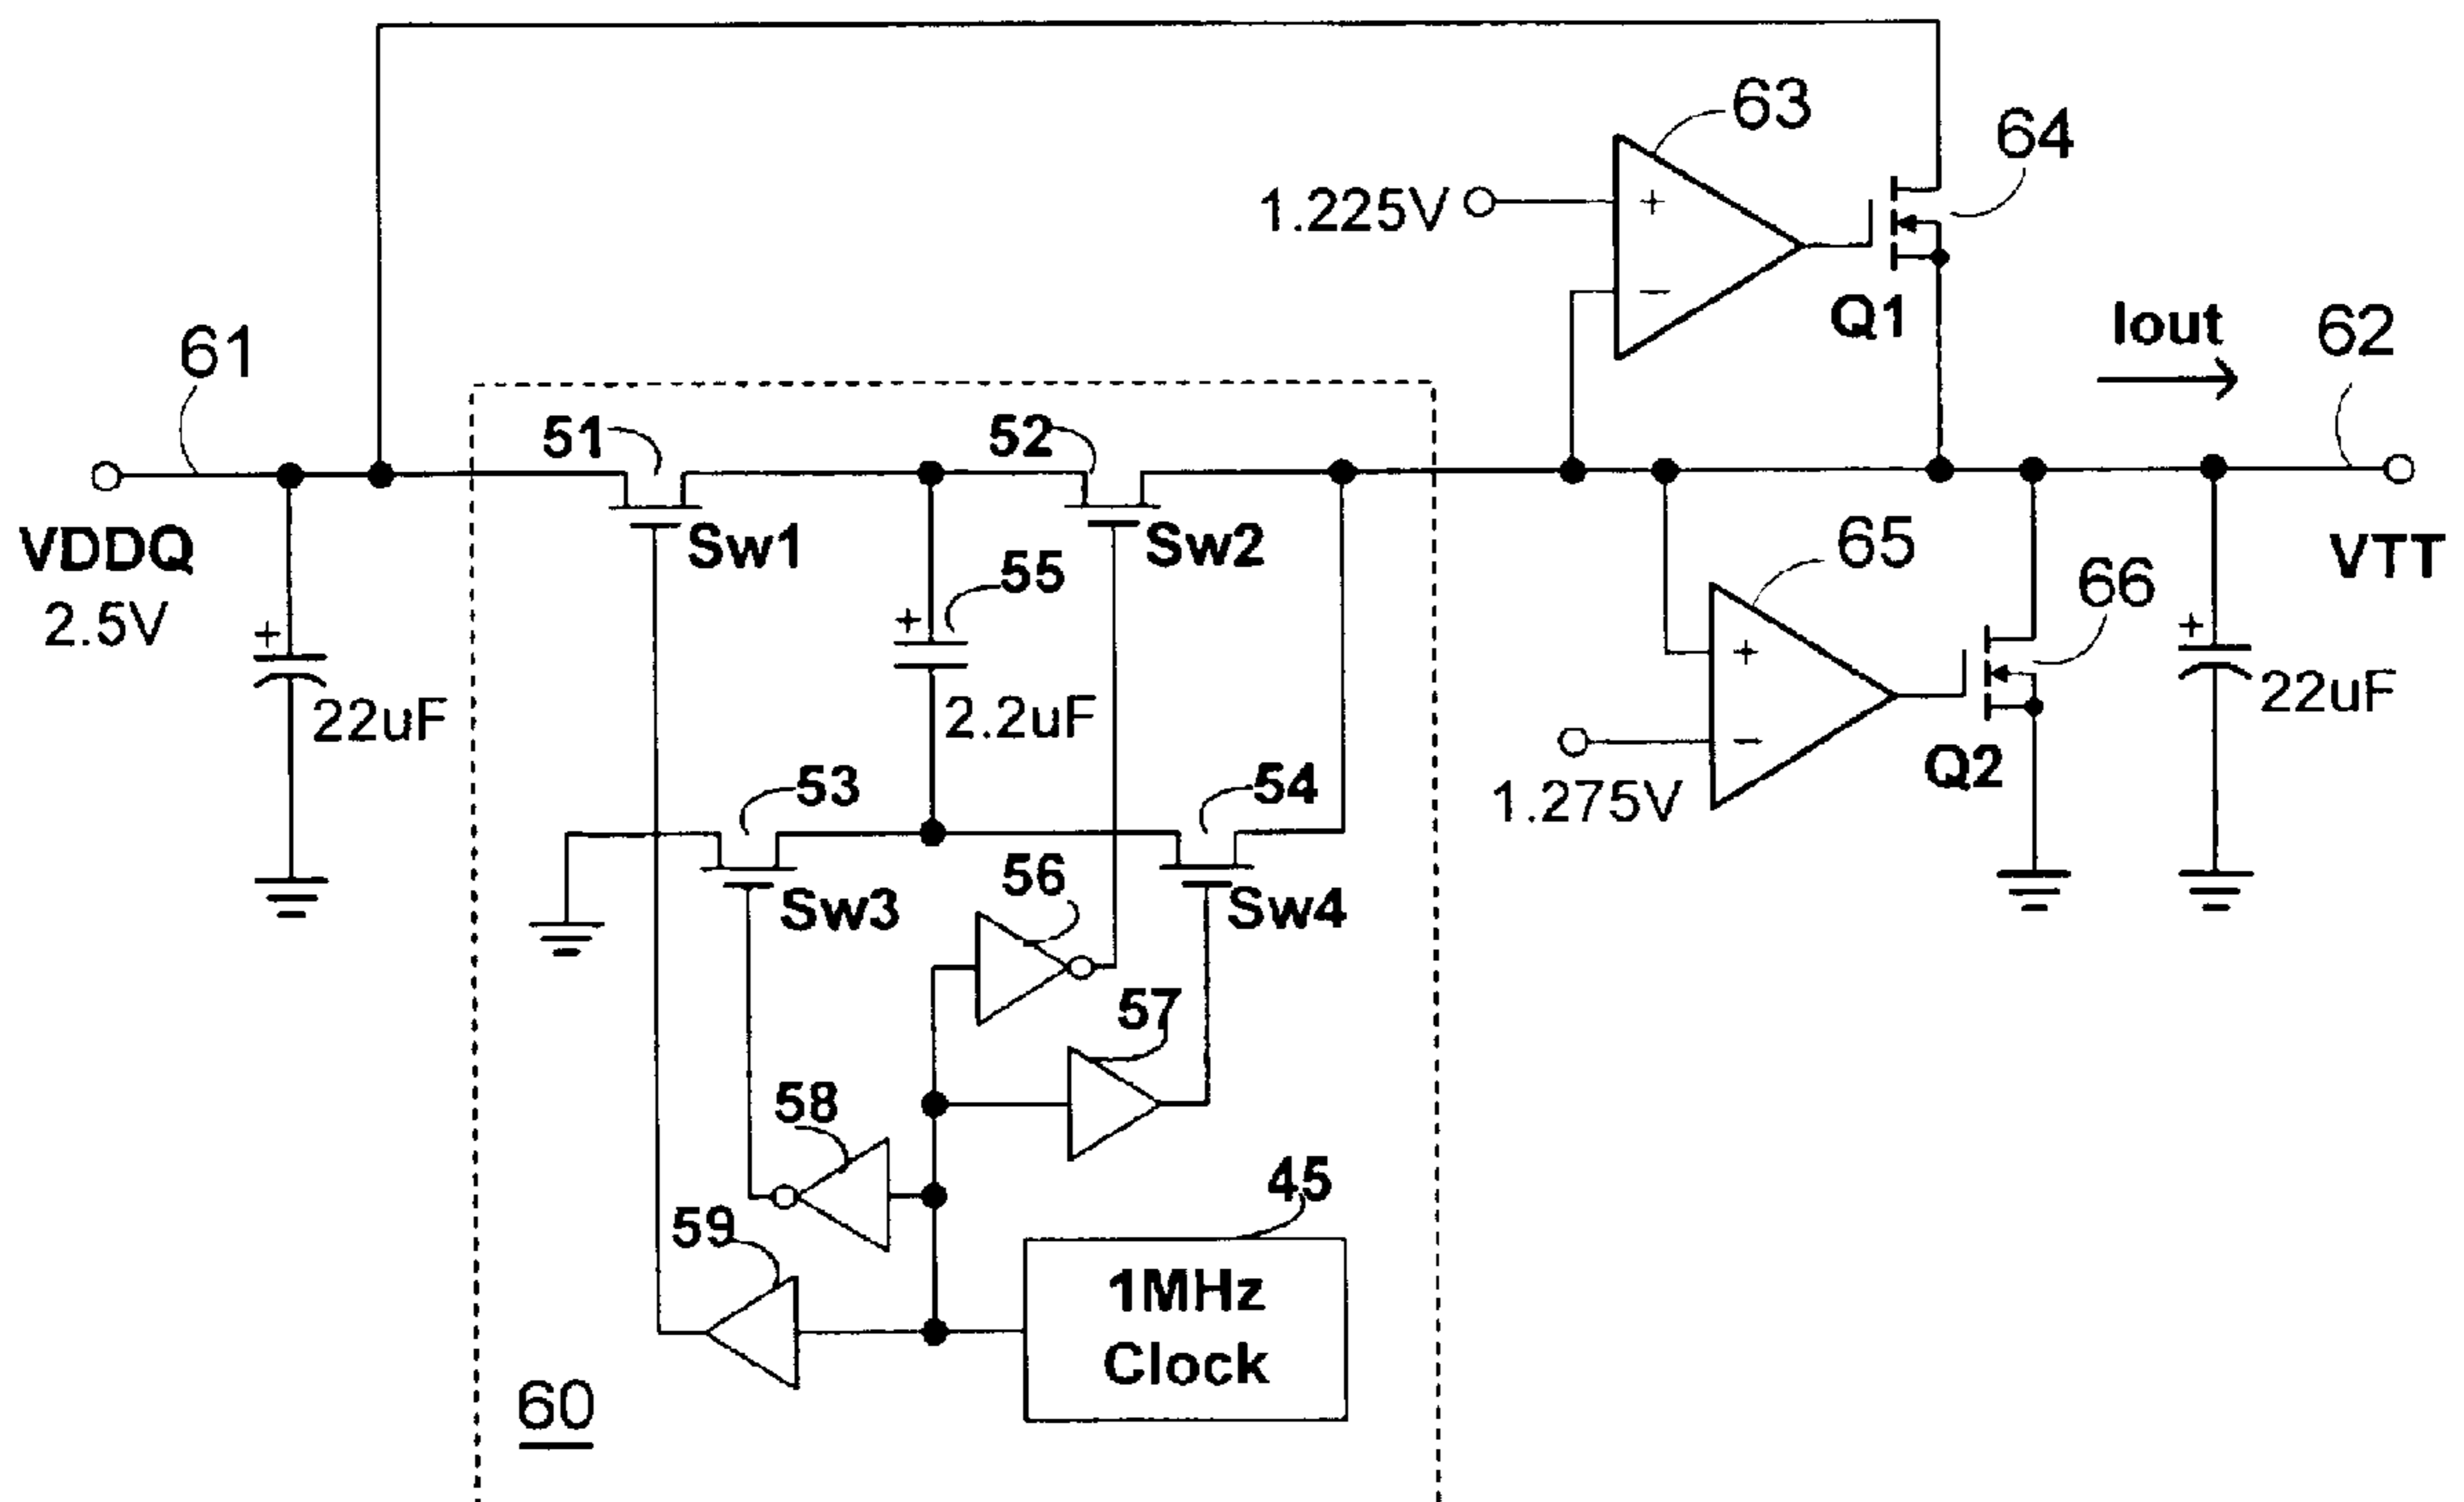 63
64
1.225V
+
−
Q1
Iout
62
61
51
52
Sw1
Sw2
VDDQ
2.5V
+
22uF
55
+
2.2uF
65
66
VTT
+
−
+
22uF
1.275V
Q2
53
54
Sw3
Sw4
56
57
58
59
45
1MHz
Clock
60